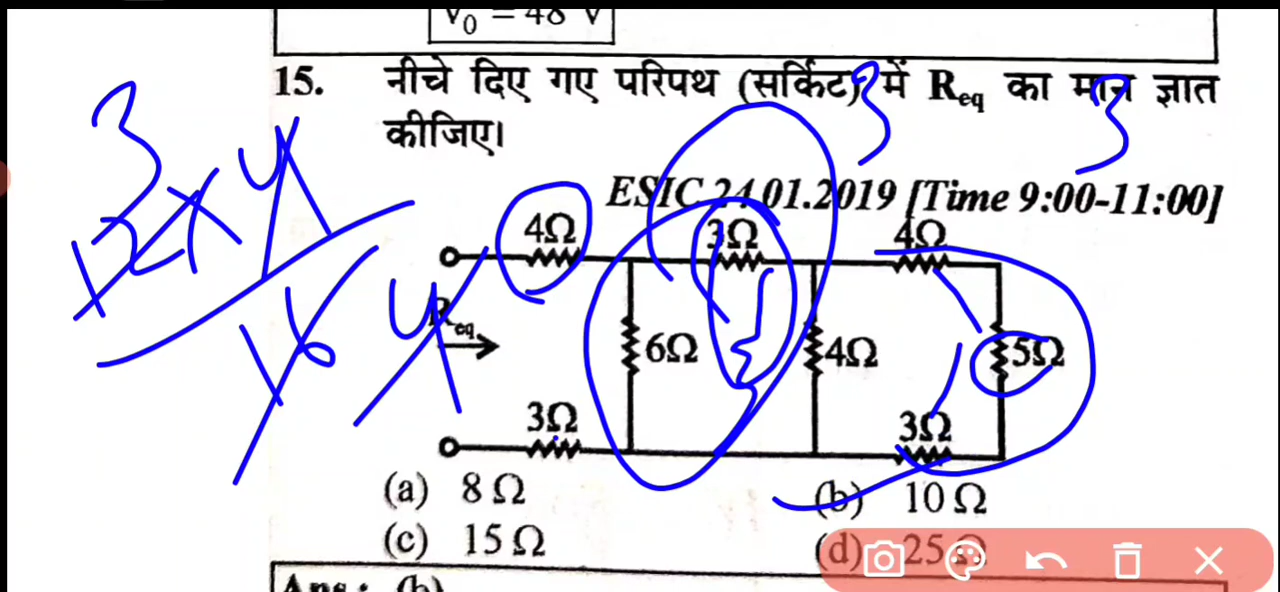 V₀ = 48 V
15. नीचे दिए गए परिपथ (सर्किट) में Req का मान ज्ञात
कीजिए।
ESIC 24.01.2019 [Time 9:00-11:00]
3 3 3
12×4
16
4
4Ω 3Ω 4Ω
Req
6Ω 4Ω 5Ω
3Ω 3Ω
(a) 8Ω (b) 10Ω
(c) 15Ω (d) 25Ω
Ans : (b)